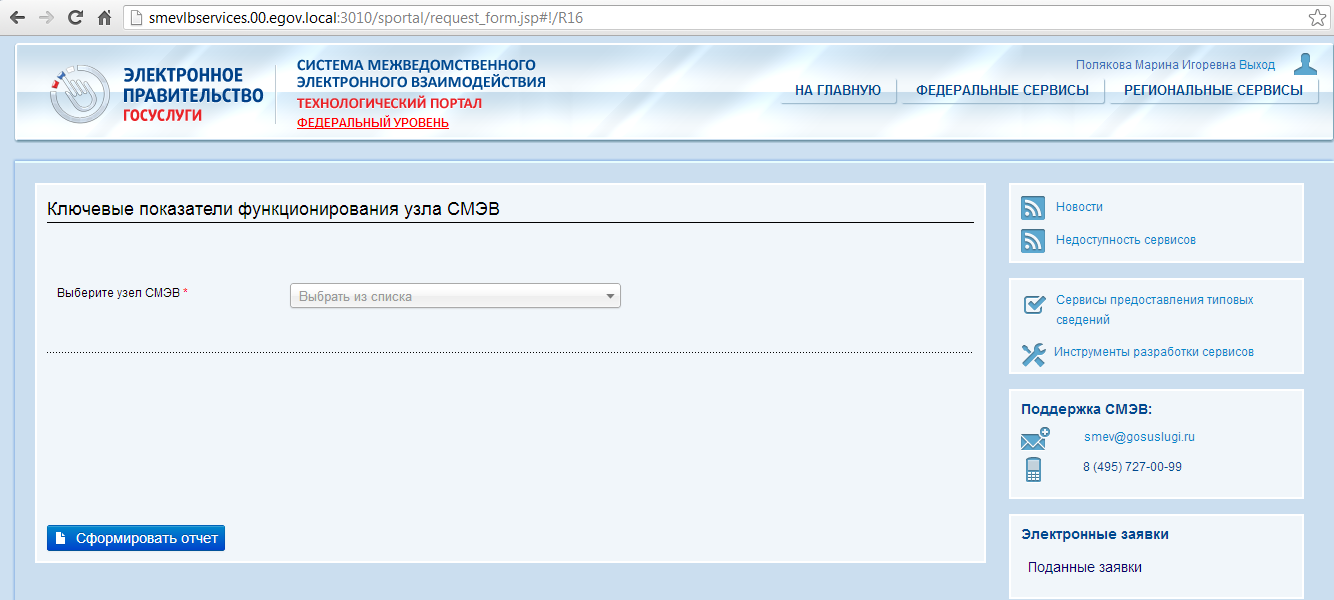 smevlbservices.00.egov.local:3010/sportal/request_form.jsp#!/R16
ЭЛЕКТРОННОЕ
ПРАВИТЕЛЬСТВО
ГОСУСЛУГИ
СИСТЕМА МЕЖВЕДОМСТВЕННОГО
ЭЛЕКТРОННОГО ВЗАИМОДЕЙСТВИЯ
ТЕХНОЛОГИЧЕСКИЙ ПОРТАЛ
ФЕДЕРАЛЬНЫЙ УРОВЕНЬ
Полякова Марина Игоревна Выход
НА ГЛАВНУЮ ФЕДЕРАЛЬНЫЕ СЕРВИСЫ РЕГИОНАЛЬНЫЕ СЕРВИСЫ
Ключевые показатели функционирования узла СМЭВ
Выберите узел СМЭВ * Выбрать из списка
Сформировать отчет
Новости
Недоступность сервисов
Сервисы предоставления типовых
сведений
Инструменты разработки сервисов
Поддержка СМЭВ:
smev@gosuslugi.ru
8 (495) 727-00-99
Электронные заявки
Поданные заявки